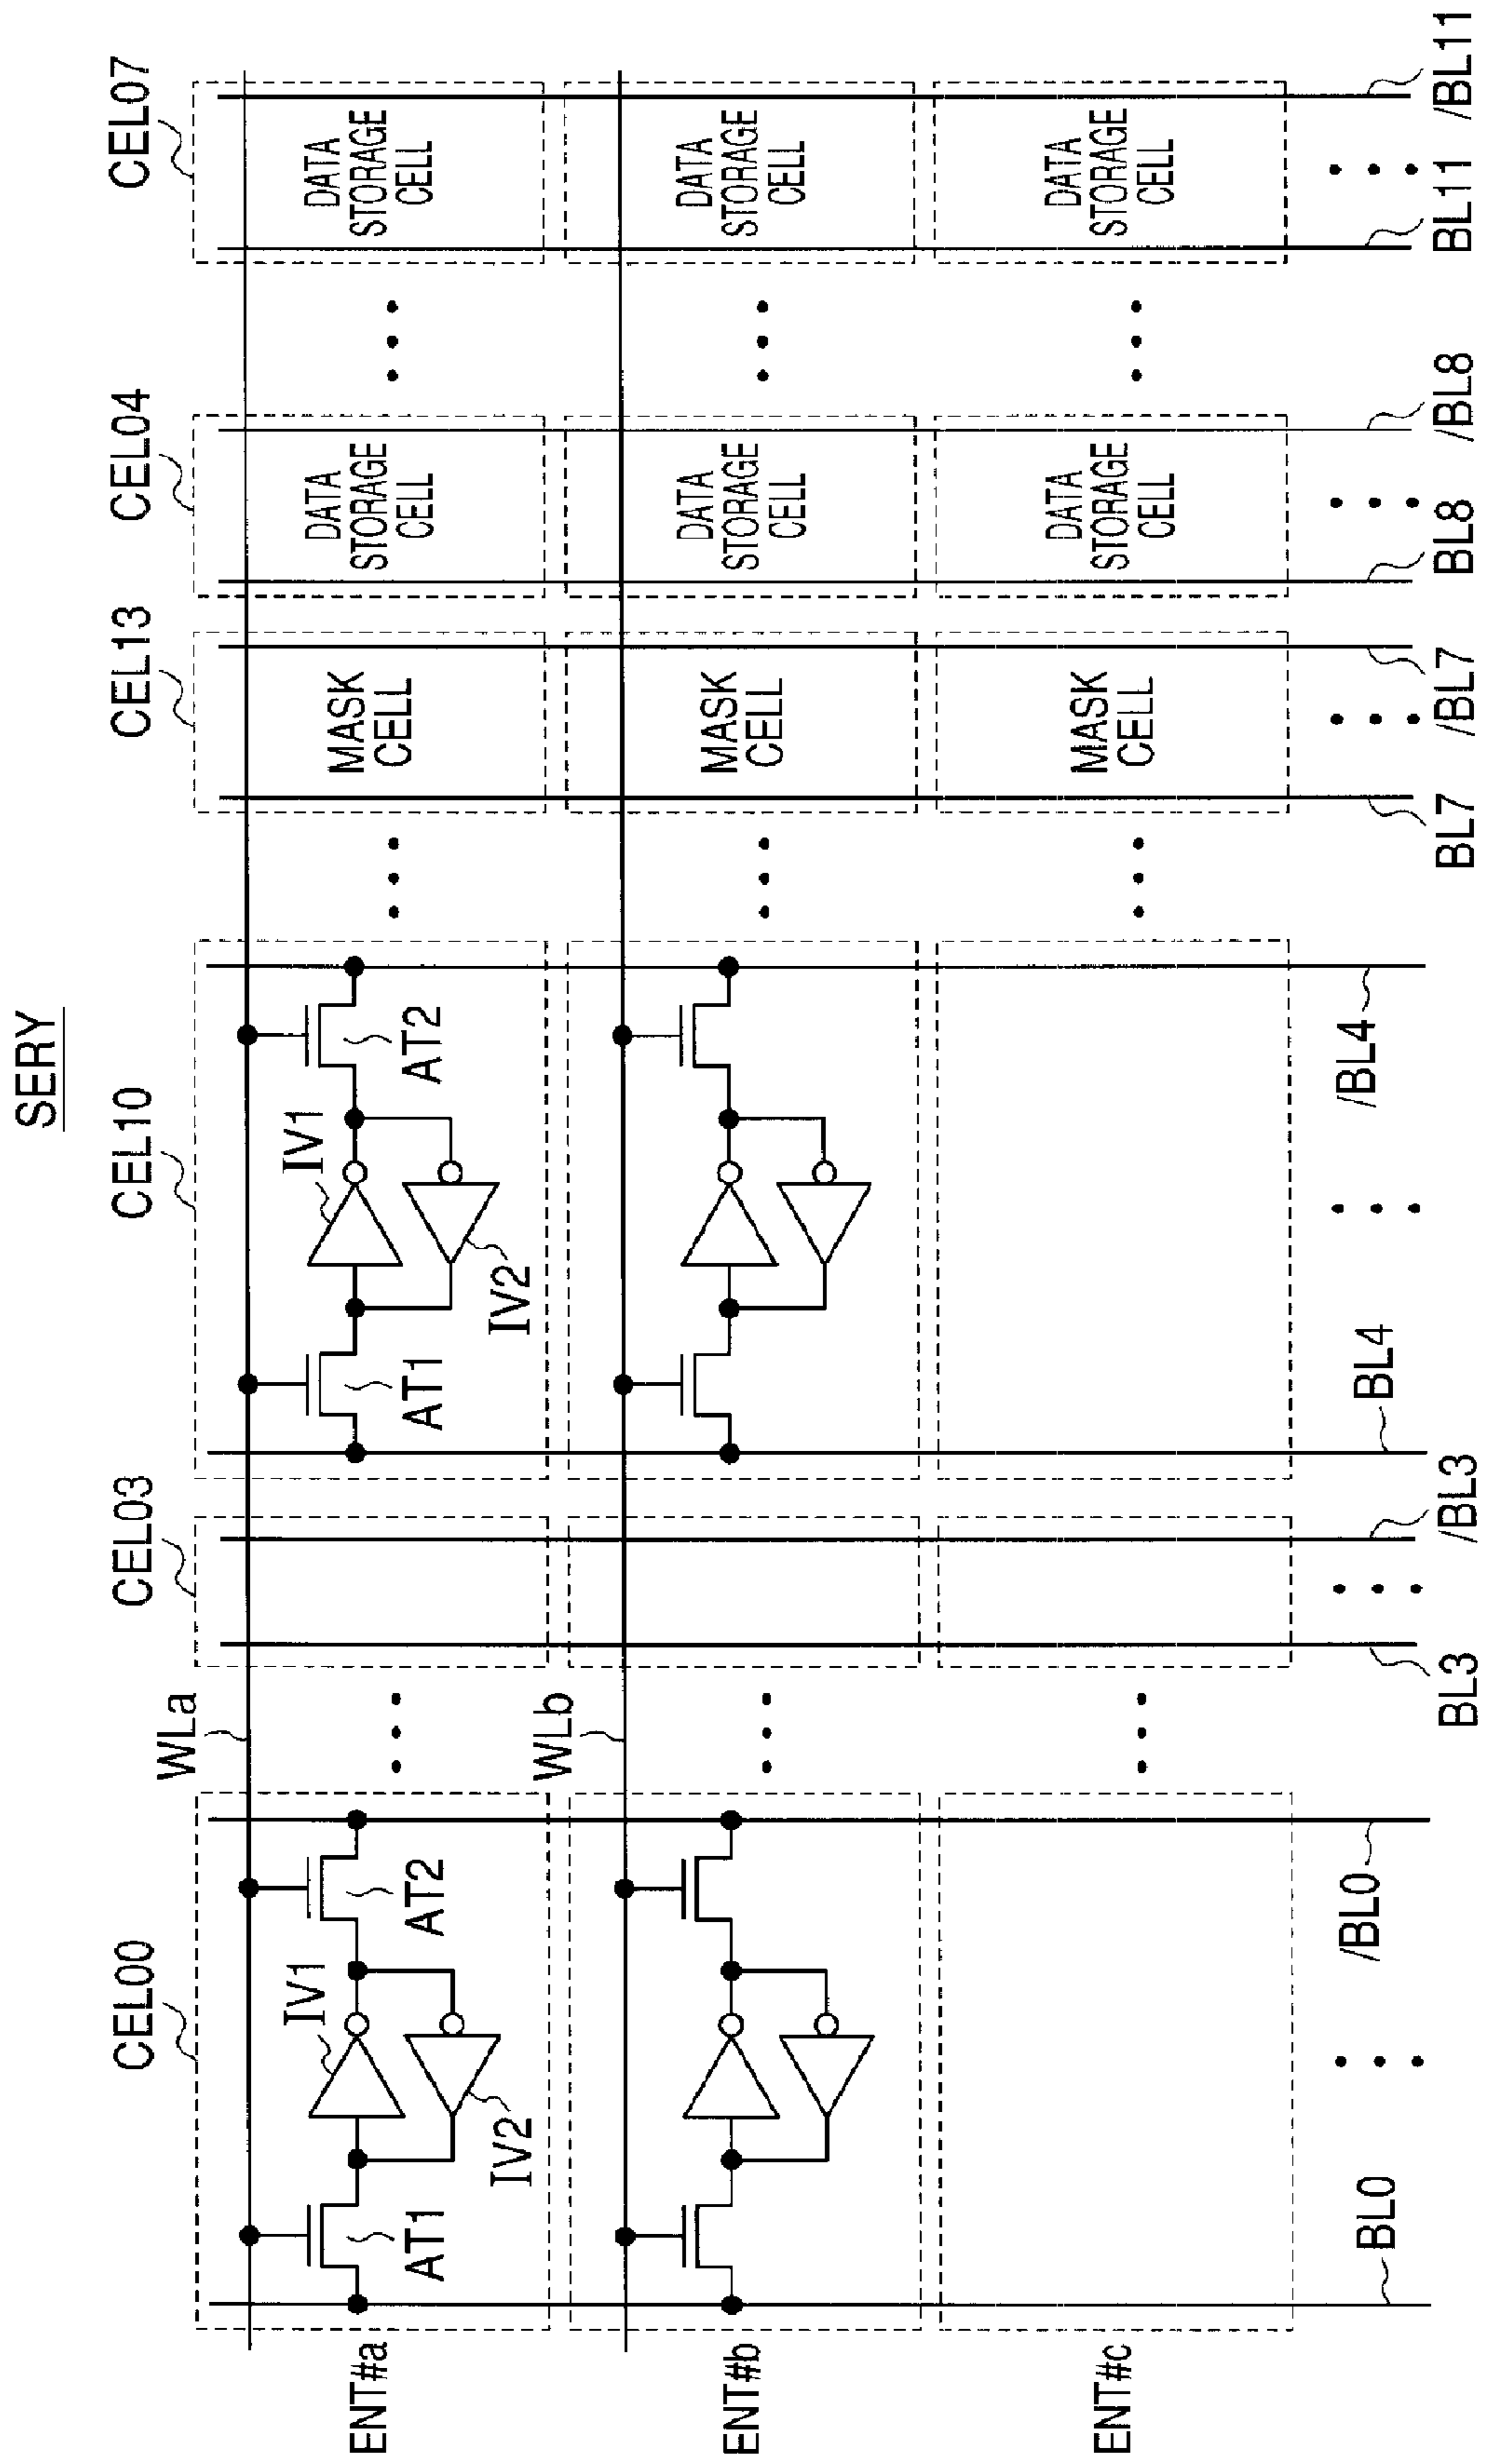 SERY
CEL00
CEL03
CEL10
CEL13
CEL04
CEL07
WLa
ENT#a
AT1
IV2
IV1
AT2
AT1
IV2
IV1
AT2
MASK
CELL
DATA
STORAGE
CELL
DATA
STORAGE
CELL
WLb
ENT#b
MASK
CELL
DATA
STORAGE
CELL
DATA
STORAGE
CELL
ENT#c
MASK
CELL
DATA
STORAGE
CELL
DATA
STORAGE
CELL
BL0
/BL0
BL3
/BL3
BL4
/BL4
BL7
/BL7
BL8
/BL8
BL11
/BL11